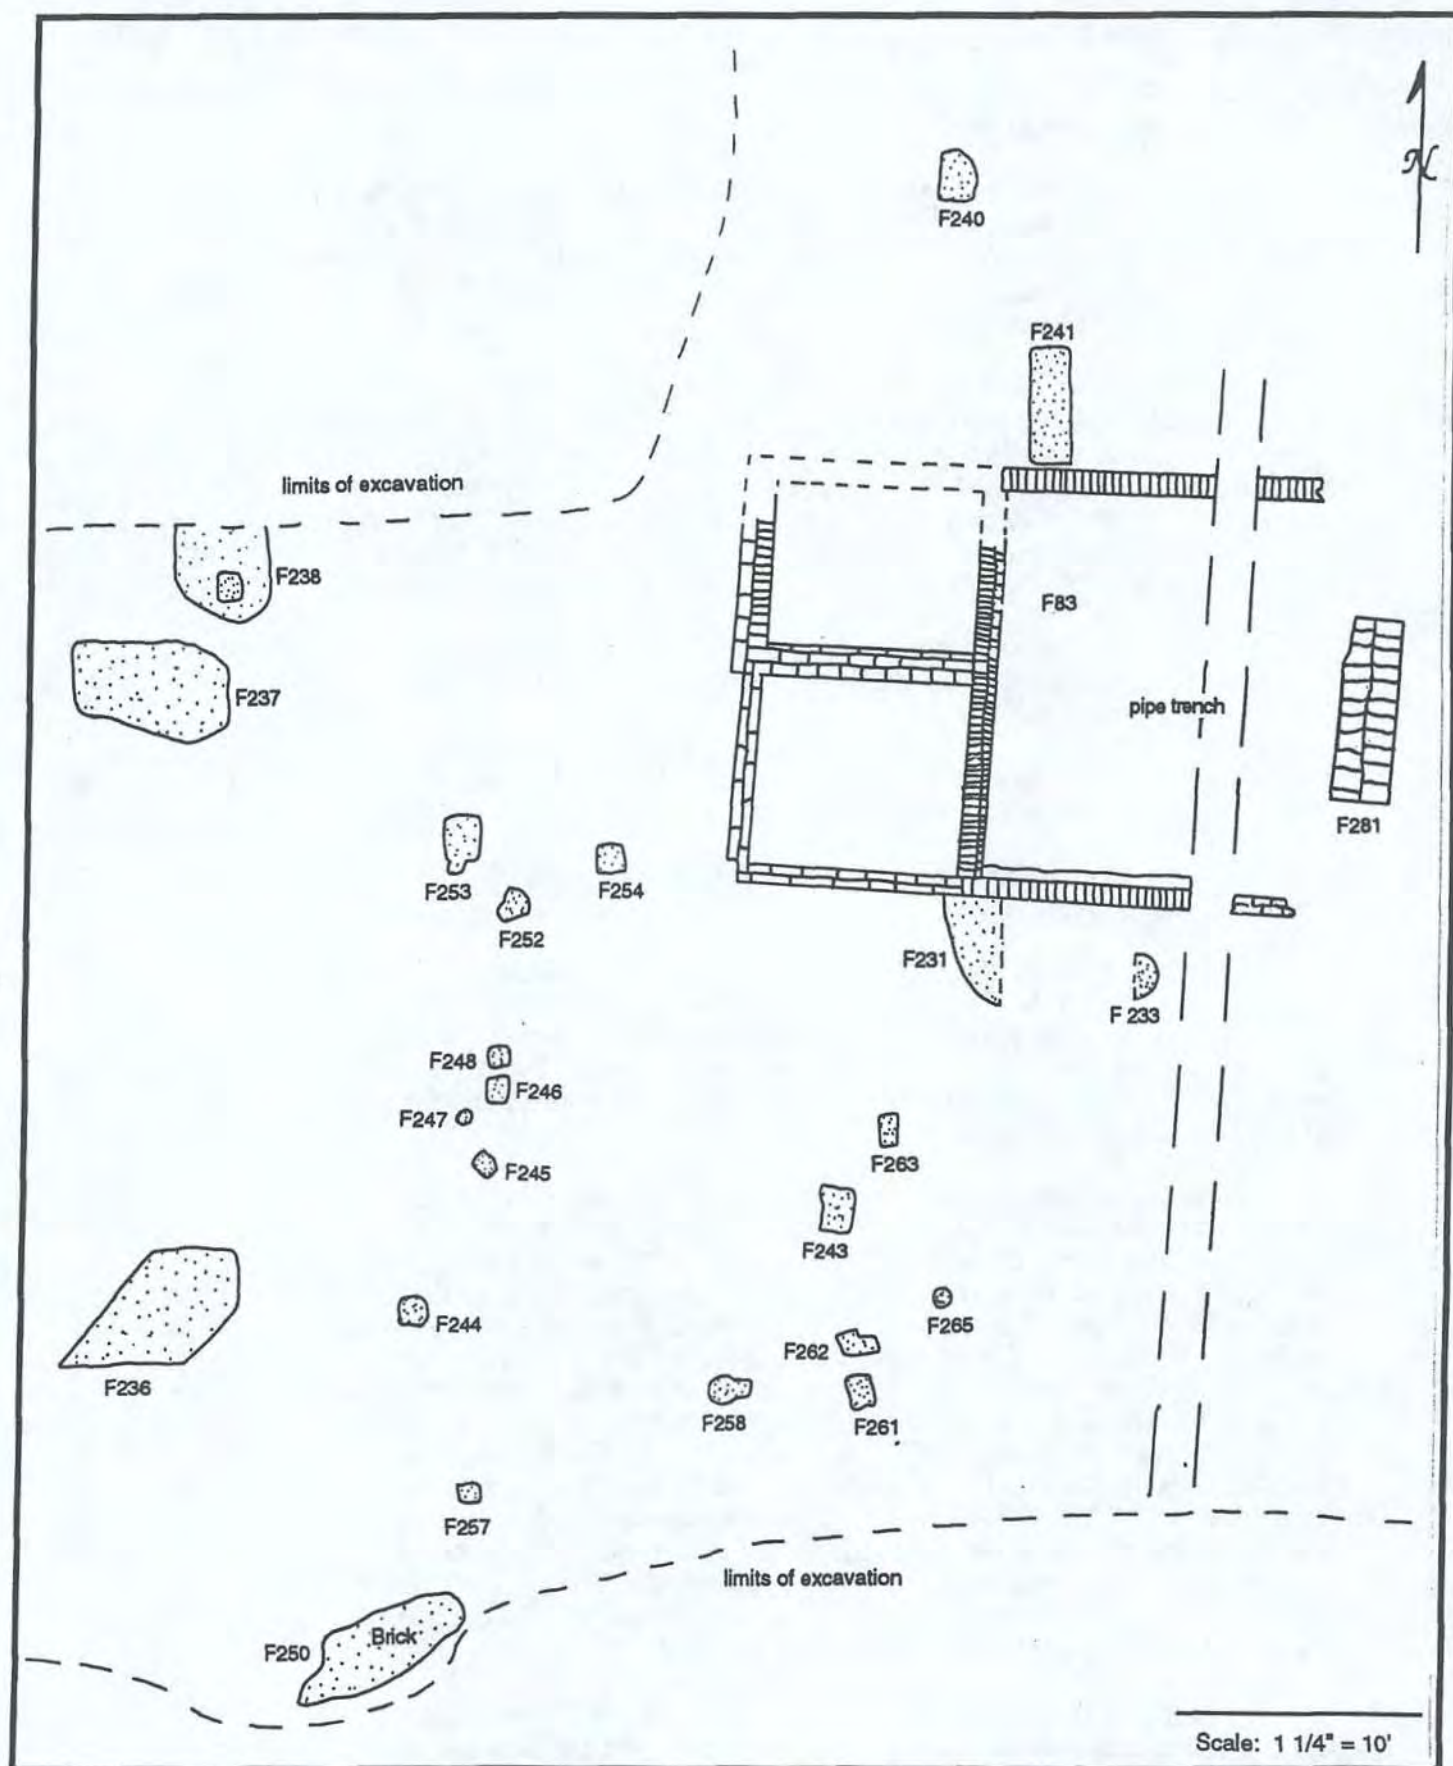 N
F240
F241
limits of excavation
F238
F83
F237
pipe trench
F281
F253
F254
F252
F231
F 233
F248
F246
F247
F245
F263
F243
F244
F265
F262
F236
F258
F261
F257
limits of excavation
Brick
F250
Scale: 1 1/4" = 10'